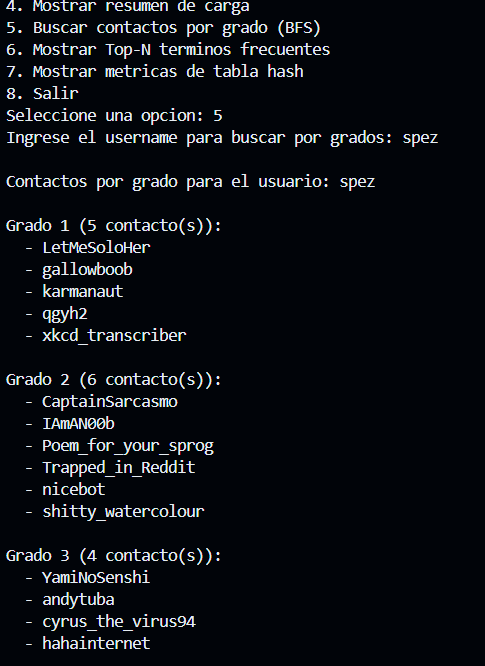 4. Mostrar resumen de carga
5. Buscar contactos por grado (BFS)
6. Mostrar Top-N terminos frecuentes
7. Mostrar metricas de tabla hash
8. Salir
Seleccione una opcion: 5
Ingrese el username para buscar por grados: spez
Contactos por grado para el usuario: spez
Grado 1 (5 contacto(s)):
- LetMeSoloHer
- gallowboob
- karmanaut
- qgyh2
- xkcd_transcriber
Grado 2 (6 contacto(s)):
- CaptainSarcasmo
- IAmAN00b
- Poem_for_your_sprog
- Trapped_in_Reddit
- nicebot
- shitty_watercolour
Grado 3 (4 contacto(s)):
- YamiNoSenshi
- andytuba
- cyrus_the_virus94
- hahainternet